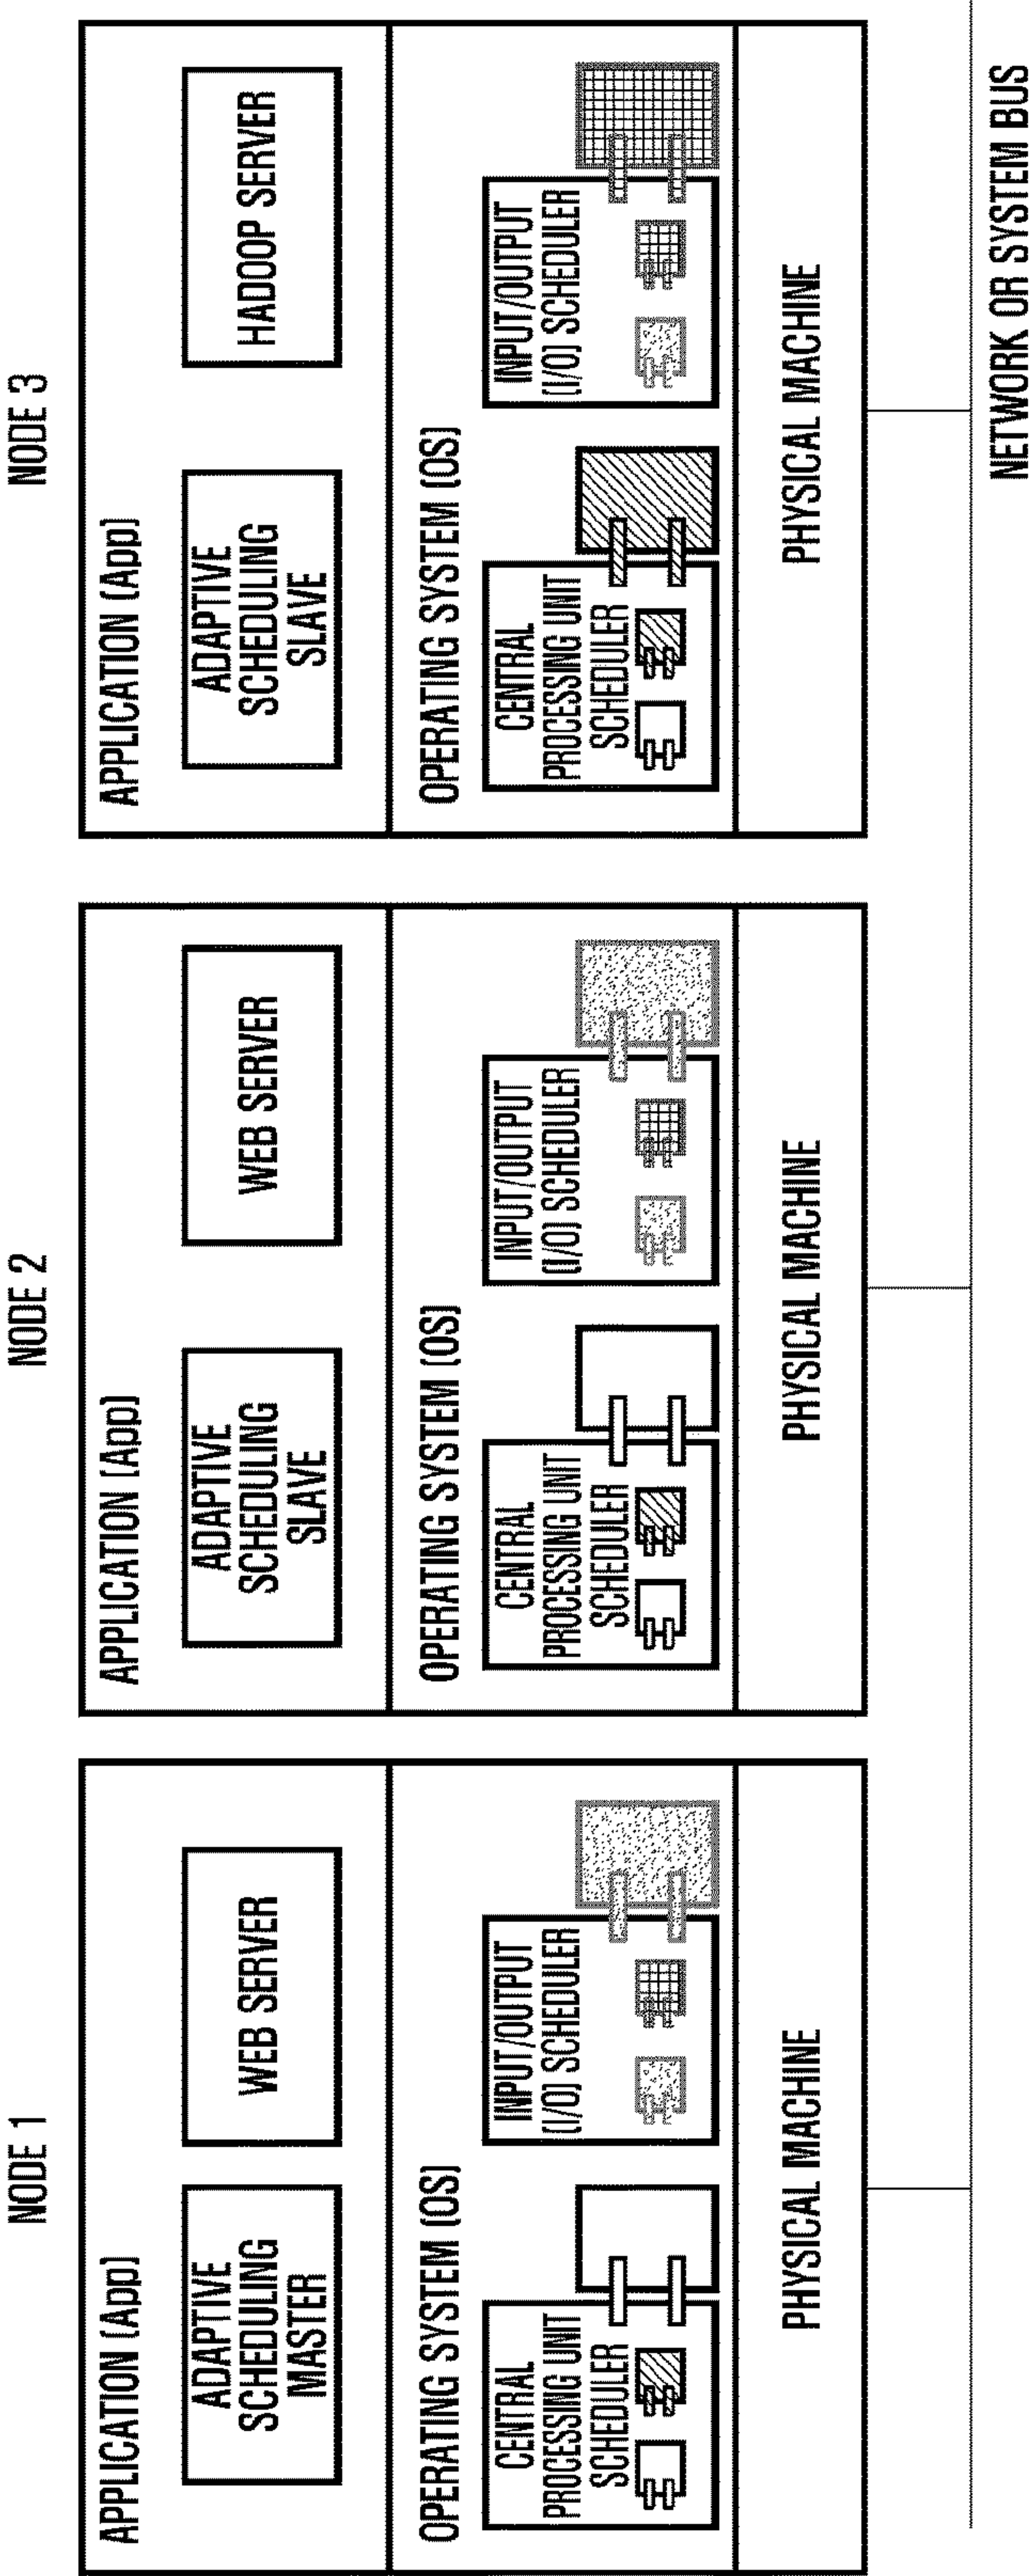 NODE 1
APPLICATION (App)
ADAPTIVE
SCHEDULING
MASTER
WEB SERVER
OPERATING SYSTEM (OS)
CENTRAL
PROCESSING UNIT
SCHEDULER
INPUT/OUTPUT
(I/O) SCHEDULER
PHYSICAL MACHINE
NODE 2
APPLICATION (App)
ADAPTIVE
SCHEDULING
SLAVE
WEB SERVER
OPERATING SYSTEM (OS)
CENTRAL
PROCESSING UNIT
SCHEDULER
INPUT/OUTPUT
(I/O) SCHEDULER
PHYSICAL MACHINE
NODE 3
APPLICATION (App)
ADAPTIVE
SCHEDULING
SLAVE
HADOOP SERVER
OPERATING SYSTEM (OS)
CENTRAL
PROCESSING UNIT
SCHEDULER
INPUT/OUTPUT
(I/O) SCHEDULER
PHYSICAL MACHINE
NETWORK OR SYSTEM BUS